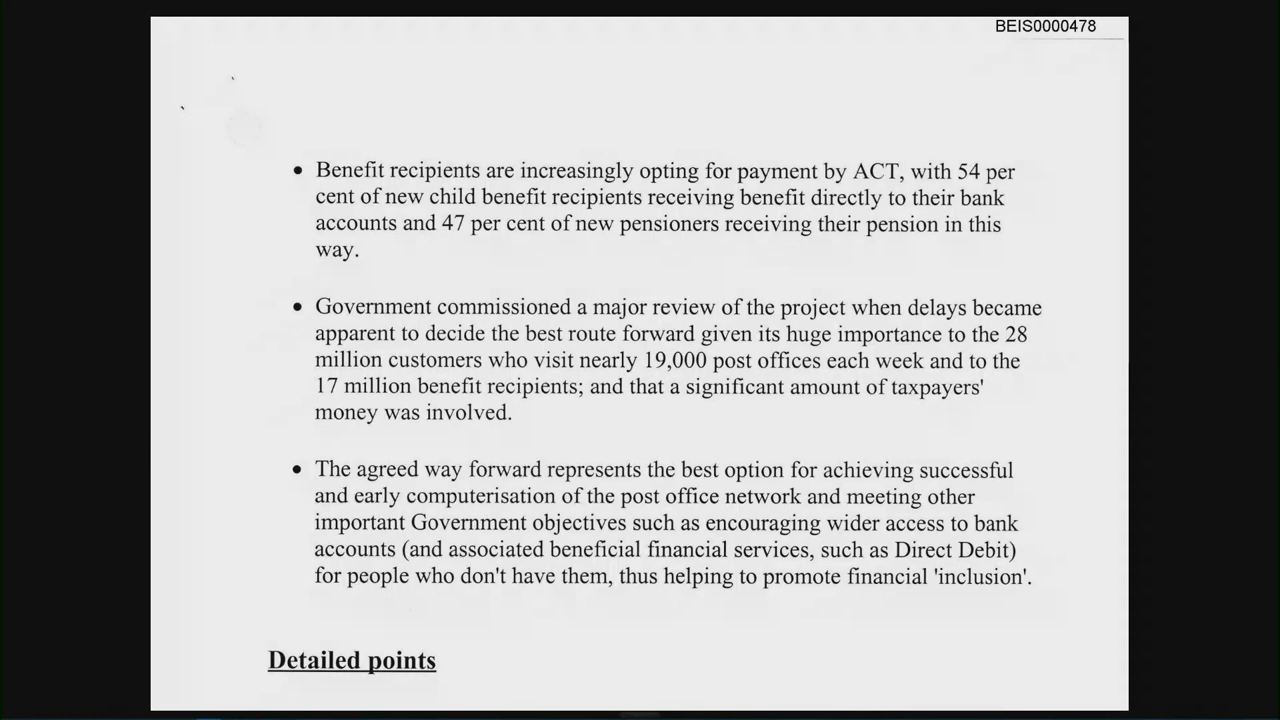 BEIS0000478
• Benefit recipients are increasingly opting for payment by ACT, with 54 per
cent of new child benefit recipients receiving benefit directly to their bank
accounts and 47 per cent of new pensioners receiving their pension in this
way.
• Government commissioned a major review of the project when delays became
apparent to decide the best route forward given its huge importance to the 28
million customers who visit nearly 19,000 post offices each week and to the
17 million benefit recipients; and that a significant amount of taxpayers'
money was involved.
• The agreed way forward represents the best option for achieving successful
and early computerisation of the post office network and meeting other
important Government objectives such as encouraging wider access to bank
accounts (and associated beneficial financial services, such as Direct Debit)
for people who don't have them, thus helping to promote financial 'inclusion'.
Detailed points